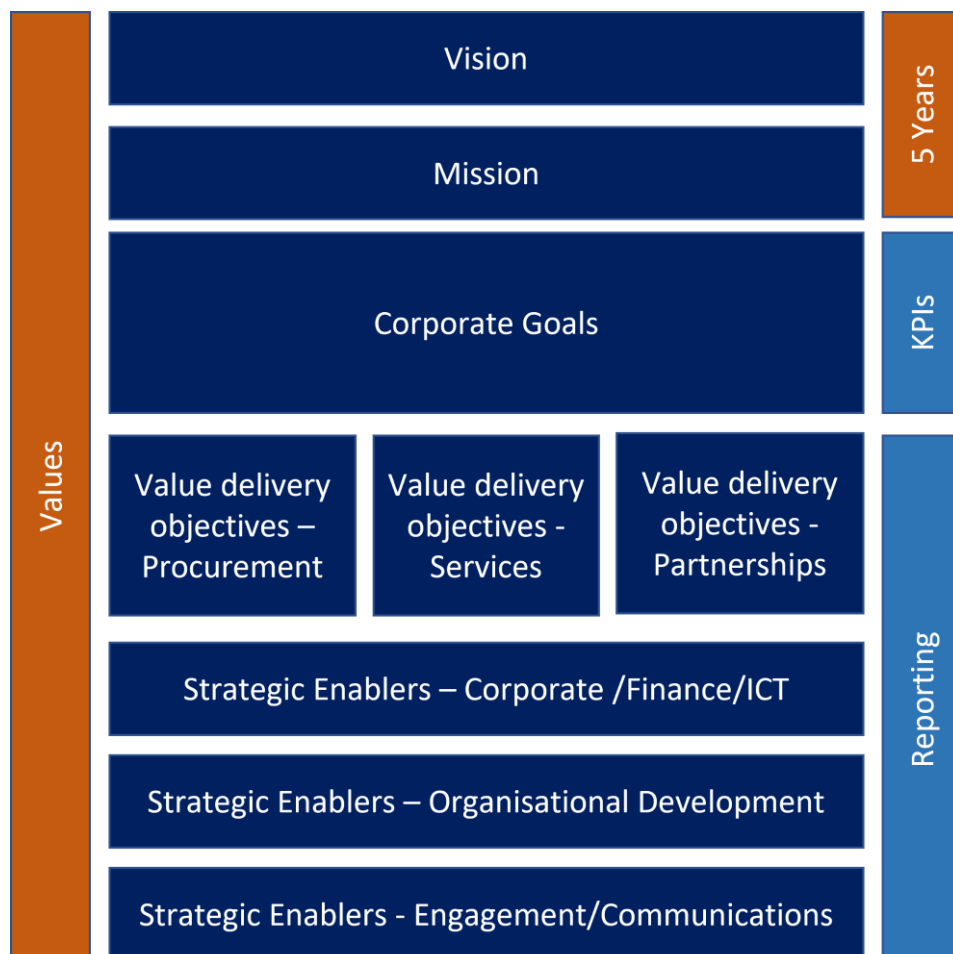 Values
Vision
5 Years
Mission
Corporate Goals
KPIs
Value delivery
objectives –
Procurement
Value delivery
objectives -
Services
Value delivery
objectives -
Partnerships
Reporting
Strategic Enablers – Corporate /Finance/ICT
Strategic Enablers – Organisational Development
Strategic Enablers - Engagement/Communications